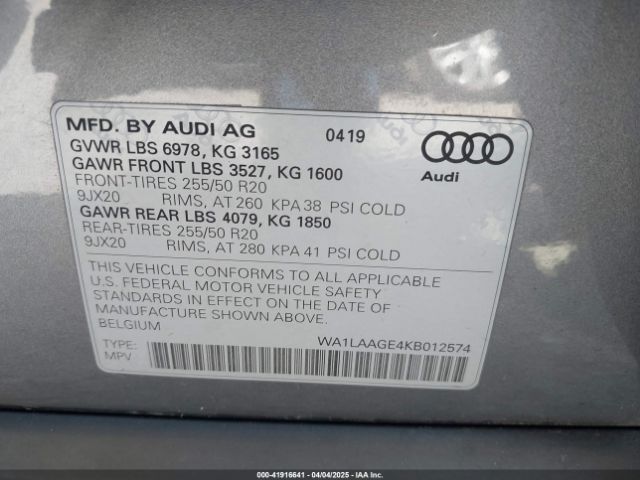 MFD. BY AUDI AG 0419
GVWR LBS 6978, KG 3165
GAWR FRONT LBS 3527, KG 1600
FRONT-TIRES 255/50 R20
9JX20 RIMS, AT 260 KPA 38 PSI COLD
GAWR REAR LBS 4079, KG 1850
REAR-TIRES 255/50 R20
9JX20 RIMS, AT 280 KPA 41 PSI COLD
Audi
THIS VEHICLE CONFORMS TO ALL APPLICABLE
U.S. FEDERAL MOTOR VEHICLE SAFETY
STANDARDS IN EFFECT ON THE DATE OF
MANUFACTURE SHOWN ABOVE.
BELGIUM
WA1LAAGE4KB012574
TYPE:
MPV
000-41916641 - 04/04/2025 - IAA Inc.